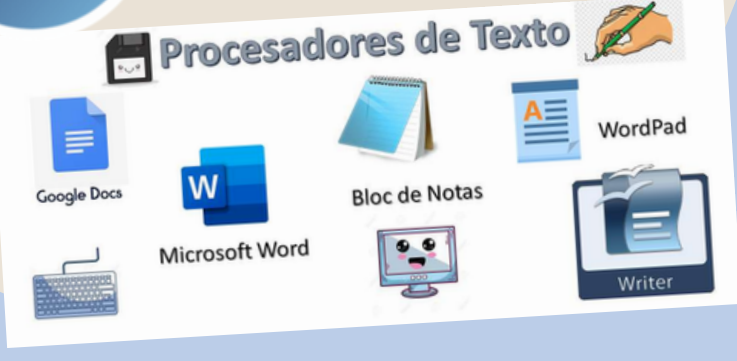 Procesadores de Texto
Google Docs
W
Microsoft Word
Bloc de Notas
A
WordPad
Writer